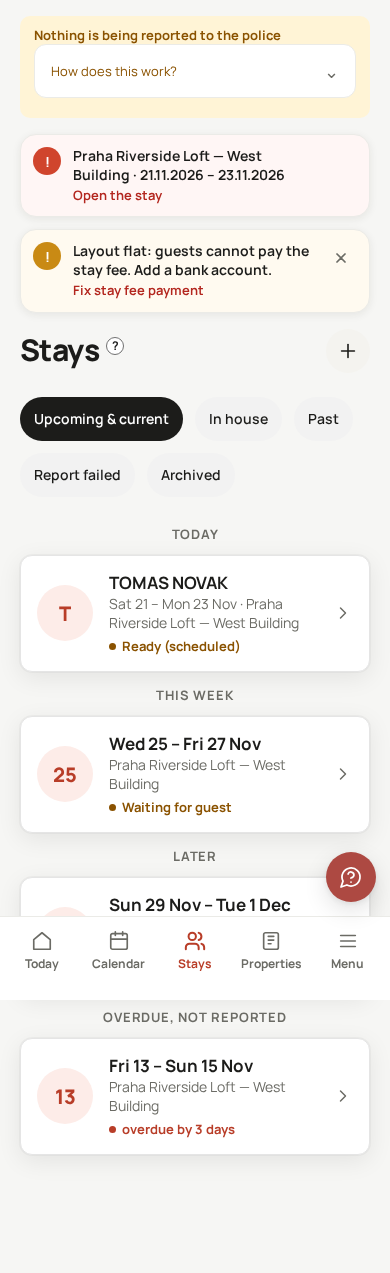 Nothing is being reported to the police
How does this work?
!
Praha Riverside Loft — West
Building · 21.11.2026 – 23.11.2026
Open the stay
!
Layout flat: guests cannot pay the
stay fee. Add a bank account.
Fix stay fee payment
Stays ?
Upcoming & current
In house
Past
Report failed
Archived
TODAY
T
TOMAS NOVAK
Sat 21 – Mon 23 Nov · Praha
Riverside Loft — West Building
Ready (scheduled)
THIS WEEK
25
Wed 25 – Fri 27 Nov
Praha Riverside Loft — West
Building
Waiting for guest
LATER
Sun 29 Nov – Tue 1 Dec
Today
Calendar
Stays
Properties
Menu
OVERDUE, NOT REPORTED
13
Fri 13 – Sun 15 Nov
Praha Riverside Loft — West
Building
overdue by 3 days